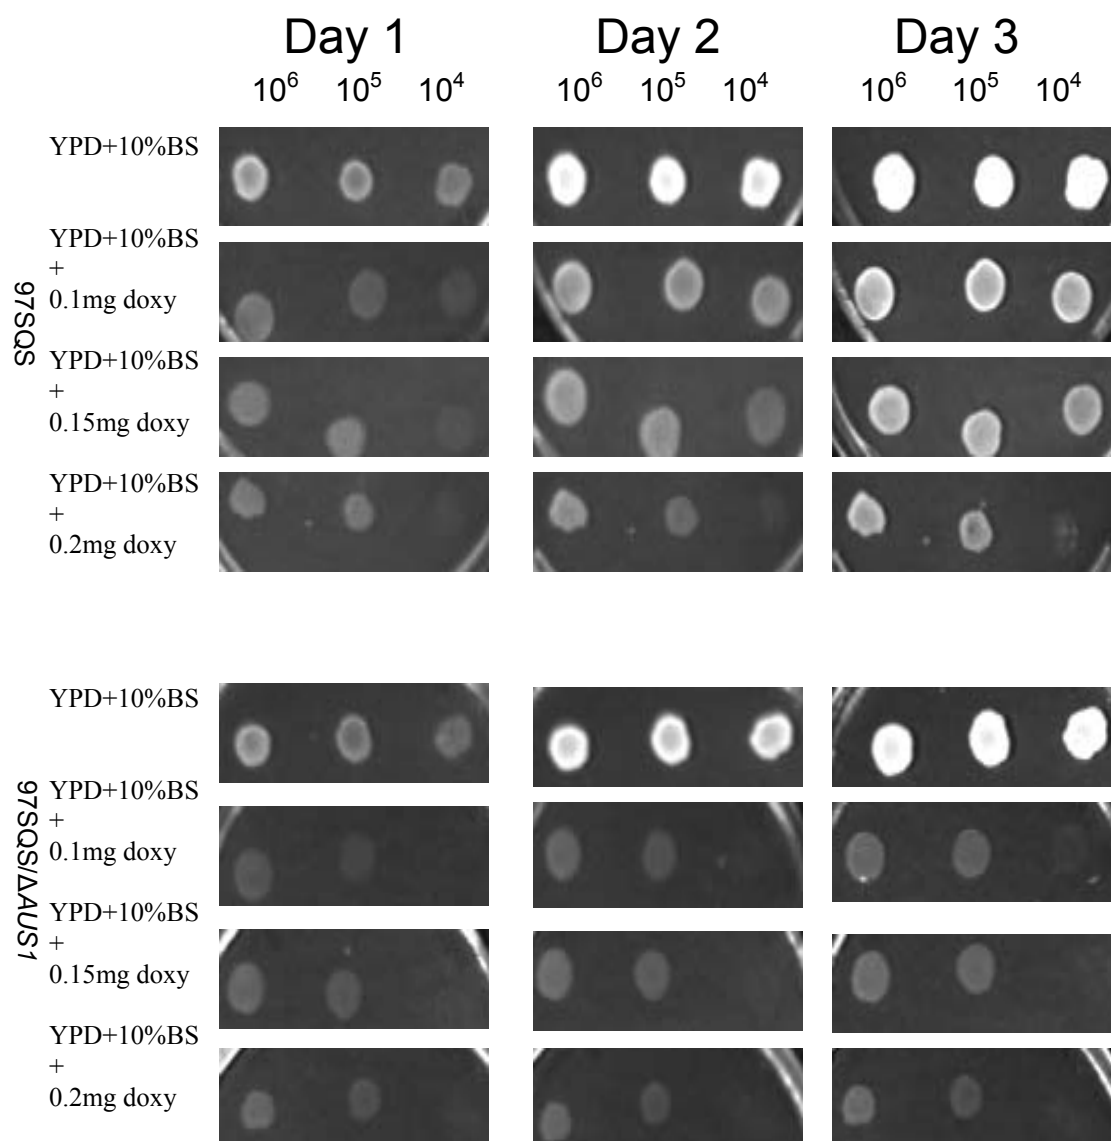 Day 1 Day 2 Day 3
10⁶ 10⁵ 10⁴ 10⁶ 10⁵ 10⁴ 10⁶ 10⁵ 10⁴
97SQS
YPD+10%BS
YPD+10%BS
+
0.1mg doxy
YPD+10%BS
+
0.15mg doxy
YPD+10%BS
+
0.2mg doxy
97SQS/ΔAUS1
YPD+10%BS
YPD+10%BS
+
0.1mg doxy
YPD+10%BS
+
0.15mg doxy
YPD+10%BS
+
0.2mg doxy